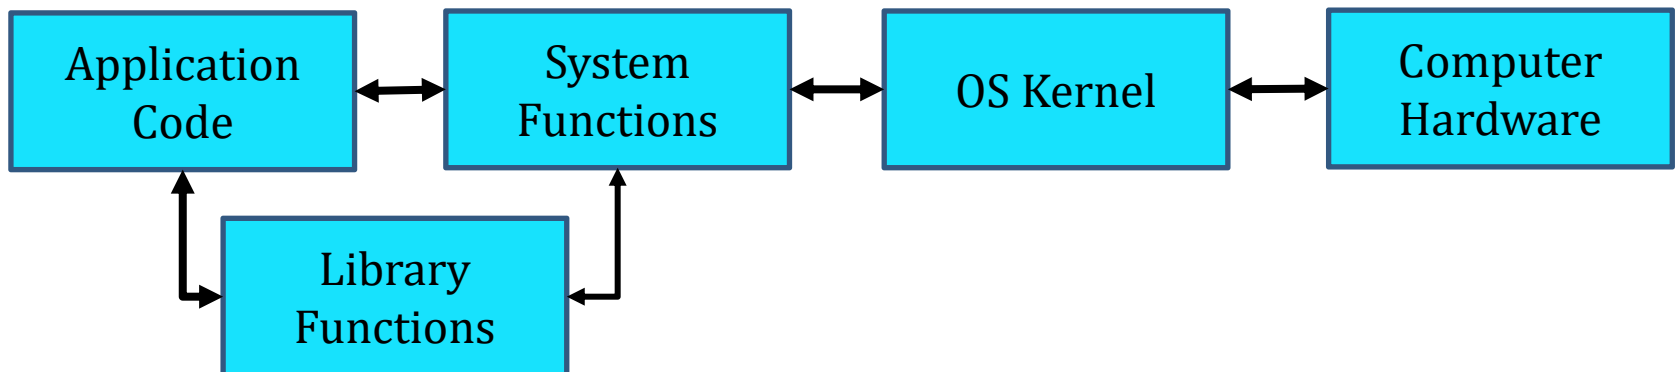 Application
Code
System
Functions
OS Kernel
Computer
Hardware
Library
Functions